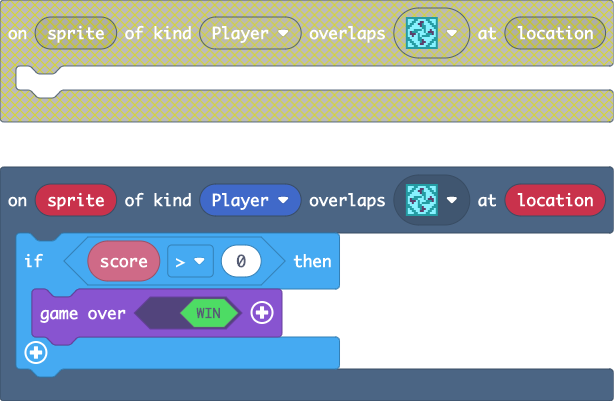 on sprite of kind Player overlaps at location
on sprite of kind Player overlaps at location
if score > 0 then
game over WIN